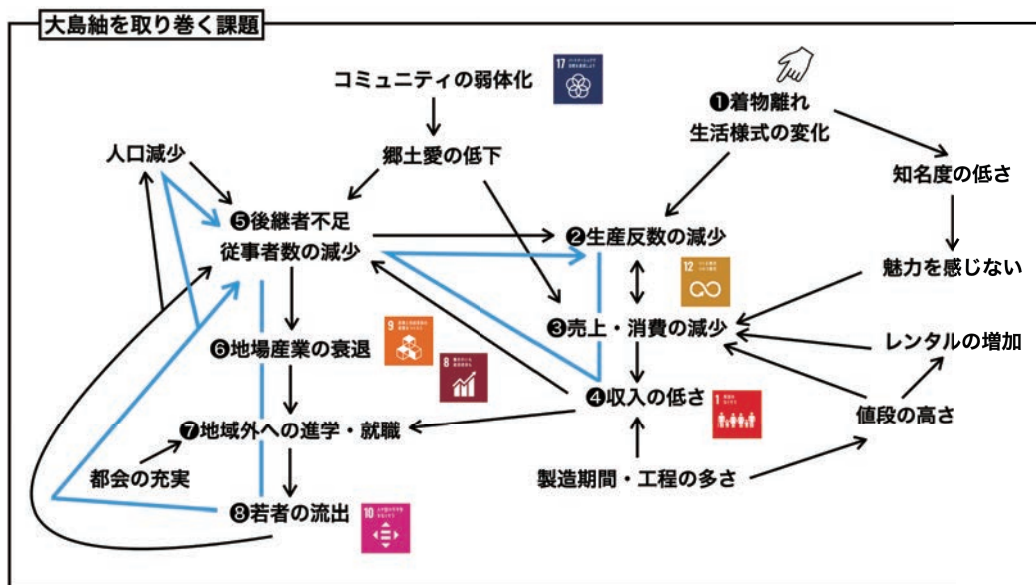 大島紬を取り巻く課題
コミュニティの弱体化
17
❶着物離れ
生活様式の変化
人口減少
郷土愛の低下
知名度の低さ
❺後継者不足
従事者数の減少
❷生産反数の減少
12
魅力を感じない
❸売上・消費の減少
レンタルの増加
9
❻地場産業の衰退
8
❹収入の低さ
1
値段の高さ
❼地域外への進学・就職
都会の充実
製造期間・工程の多さ
❽若者の流出
10